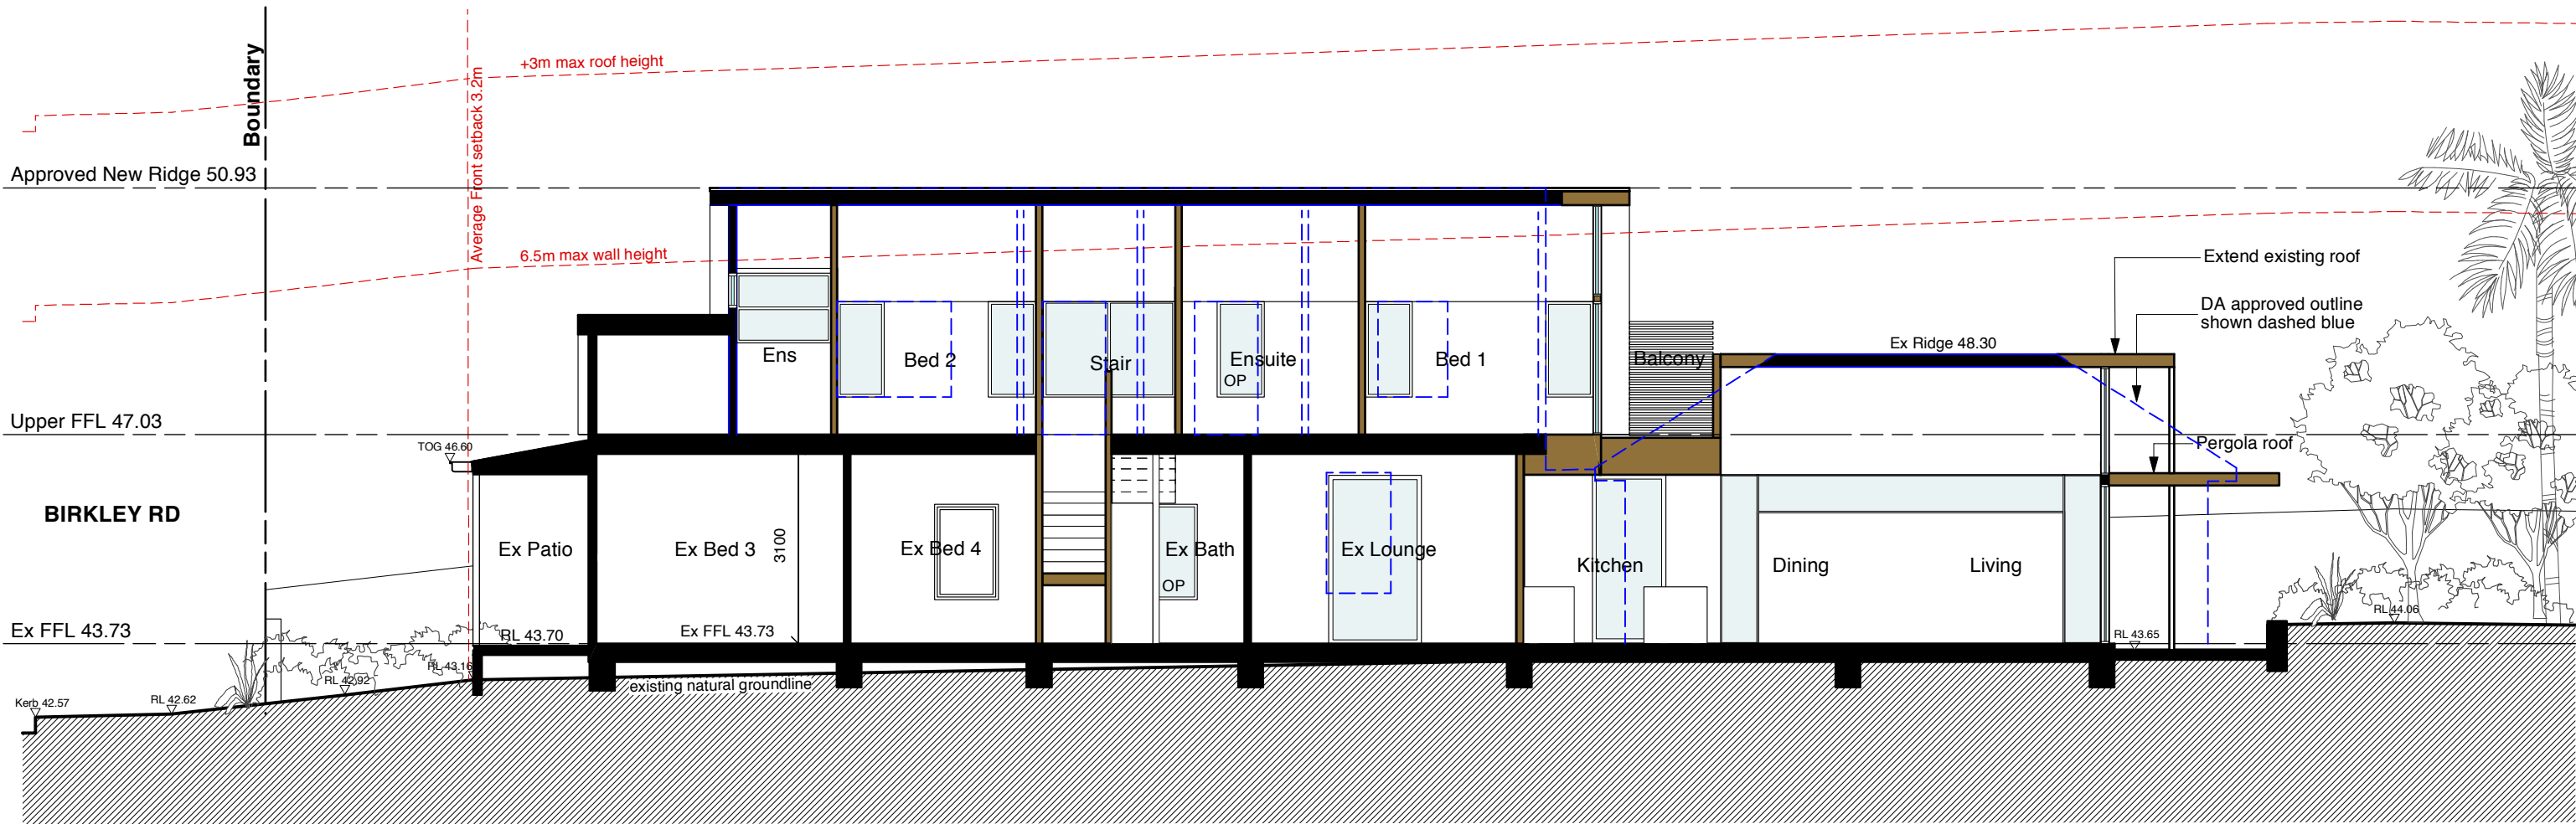 +3m max roof height
Boundary
Average Front setback 3.2m
Approved New Ridge 50.93
6.5m max wall height
Extend existing roof
DA approved outline
shown dashed blue
Ex Ridge 48.30
Ens
Bed 2
Stair
Ensuite
OP
Bed 1
Balcony
Upper FFL 47.03
TOG 46.60
Pergola roof
BIRKLEY RD
Ex Patio
Ex Bed 3
3100
Ex Bed 4
Ex Bath
OP
Ex Lounge
Kitchen
Dining
Living
Ex FFL 43.73
RL 43.70
Ex FFL 43.73
RL 43.65
RL 44.06
RL 43.16
RL 42.92
existing natural groundline
Kerb 42.57
RL 42.62